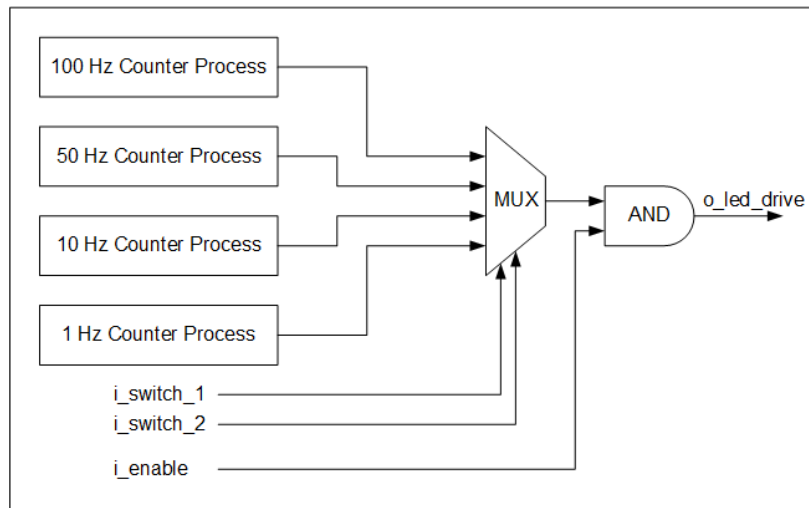 100 Hz Counter Process
50 Hz Counter Process
10 Hz Counter Process
1 Hz Counter Process
MUX
AND
o_led_drive
i_switch_1
i_switch_2
i_enable